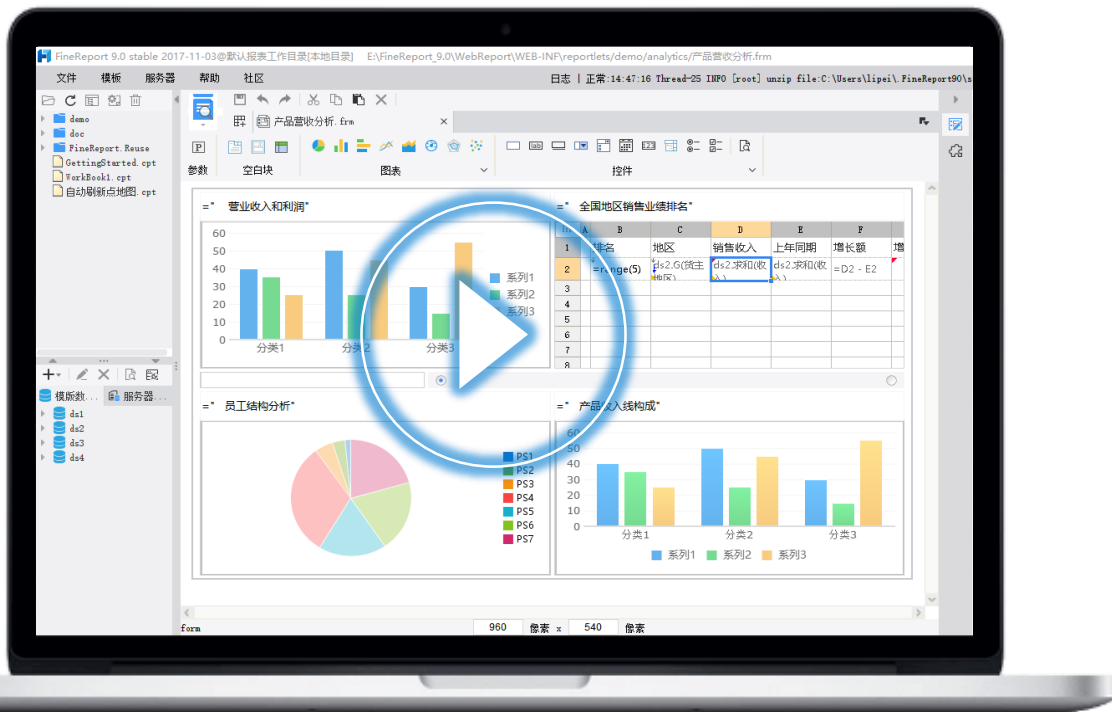 FineReport 9.0 stable 2017-11-03@默认报表工作目录[本地目录] E:\FineReport_9.0\WebReport\WEB-INF\reportlets/demo/analytics/产品营收分析.frm
文件 模板 服务器 帮助 社区 日志 | 正常:14:47:16 Thread-25 INFO [root] unzip file:C:\Users\lipei\.FineReport90\s
demo
doc
FineReport.Reuse
GettingStarted.cpt
WorkBook1.cpt
自动刷新点地图.cpt
产品营收分析.frm
参数 空白块 图表 控件
=" 营业收入和利润"
60
50
40
30
20
10
0
分类1 分类2 分类3
系列1
系列2
系列3
=" 全国地区销售业绩排名"
A B C D E F
1 排名 地区 销售收入 上年同期 增长额 增
2 =range(5) ds2.G(货主地区) ds2.求和(收入) ds2.求和(收入) =D2 - E2
3
4
5
6
7
8
模版数... 服务器...
ds1
ds2
ds3
ds4
=" 员工结构分析"
PS1
PS2
PS3
PS4
PS5
PS6
PS7
=" 产品收入线构成"
60
50
40
30
20
10
0
分类1 分类2 分类3
系列1 系列2 系列3
form 960 像素 x 540 像素